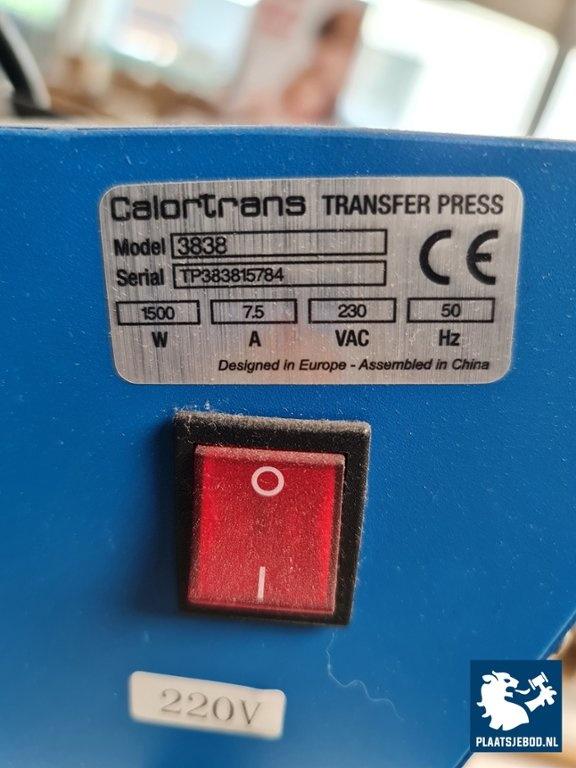 Calortrans TRANSFER PRESS
Model 3838
Serial TP383815784
CE
1500 7.5 230 50
W A VAC Hz
Designed in Europe - Assembled in China
O
I
220V
PLAATSJEBOD.NL